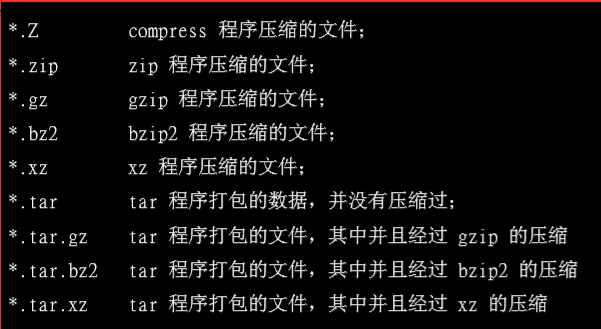 *.Z compress 程序压缩的文件;
*.zip zip 程序压缩的文件;
*.gz gzip 程序压缩的文件;
*.bz2 bzip2 程序压缩的文件;
*.xz xz 程序压缩的文件;
*.tar tar 程序打包的数据，并没有压缩过;
*.tar.gz tar 程序打包的文件，其中并且经过 gzip 的压缩
*.tar.bz2 tar 程序打包的文件，其中并且经过 bzip2 的压缩
*.tar.xz tar 程序打包的文件，其中并且经过 xz 的压缩